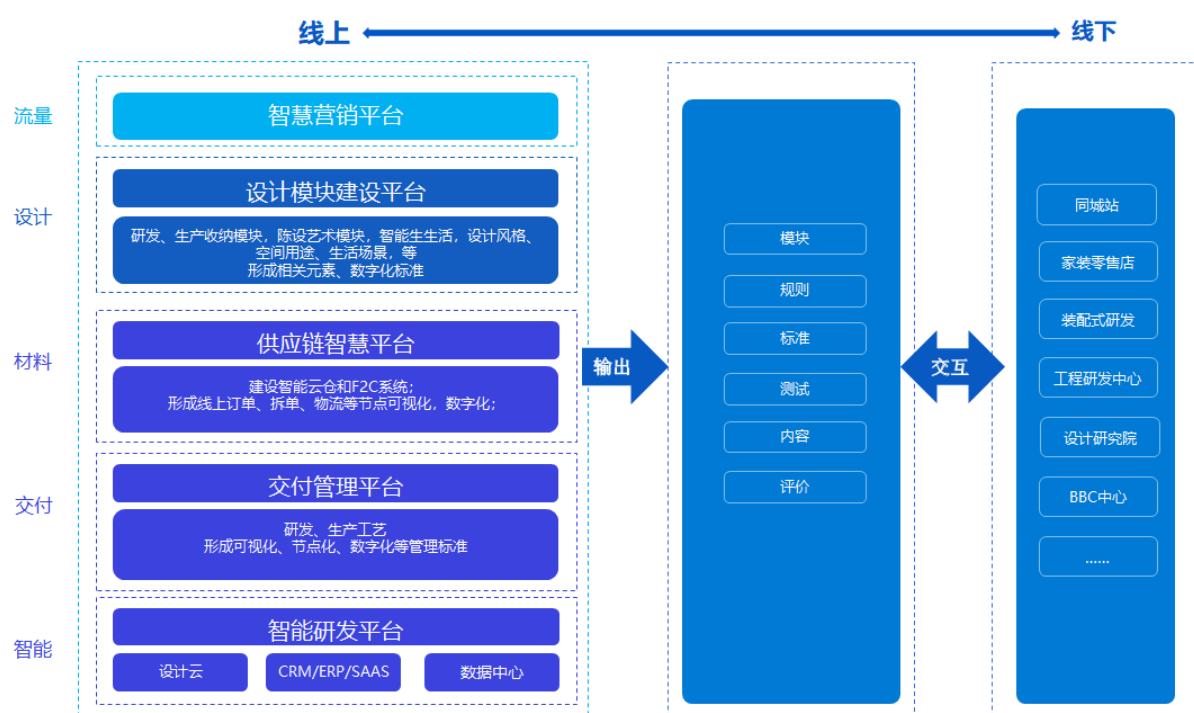 线上
线下
流量
智慧营销平台
设计
设计模块建设平台
研发、生产收纳模块，陈设艺术模块，智能生生活，设计风格、
空间用途、生活场景，等
形成相关元素、数字化标准
材料
供应链智慧平台
建设智能云仓和F2C系统；
形成线上订单、拆单、物流等节点可视化，数字化；
交付
交付管理平台
研发、生产工艺
形成可视化、节点化、数字化等管理标准
智能
智能研发平台
设计云
CRM/ERP/SAAS
数据中心
输出
模块
规则
标准
测试
内容
评价
交互
同城站
家装零售店
装配式研发
工程研发中心
设计研究院
BBC中心
......